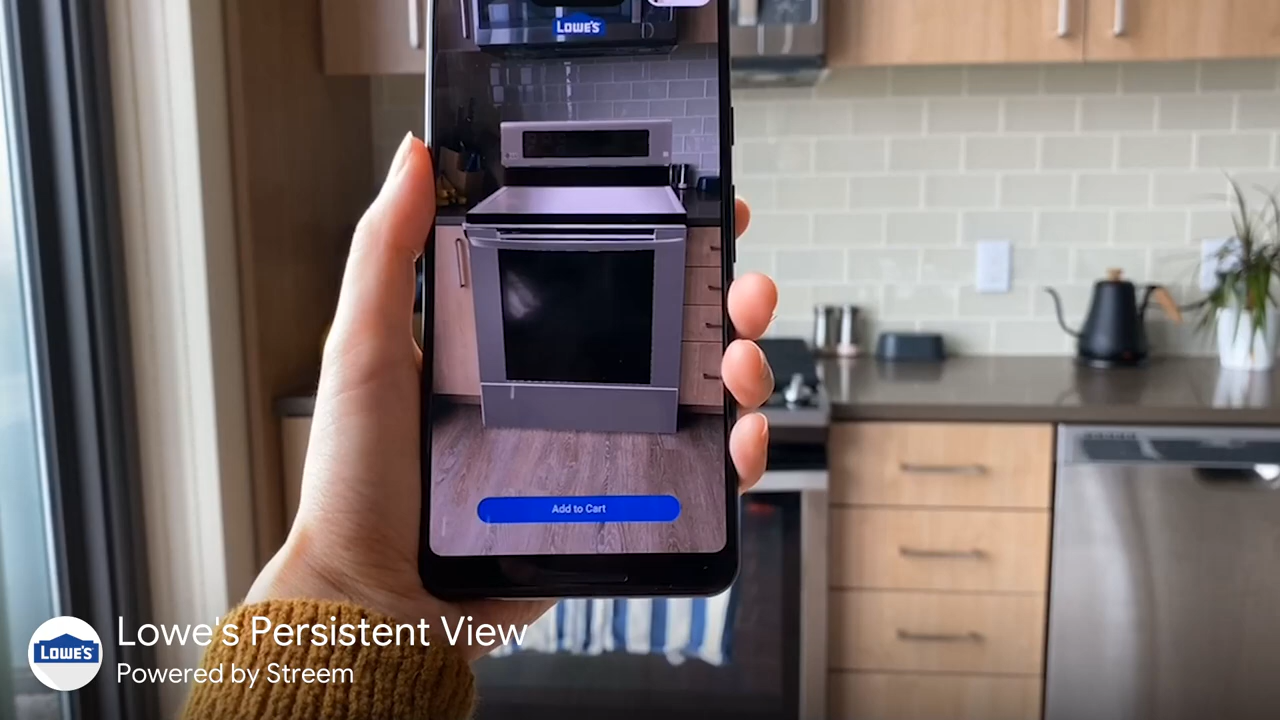 LOWE'S
Add to Cart
LOWE'S
Lowe's Persistent View
Powered by Streem